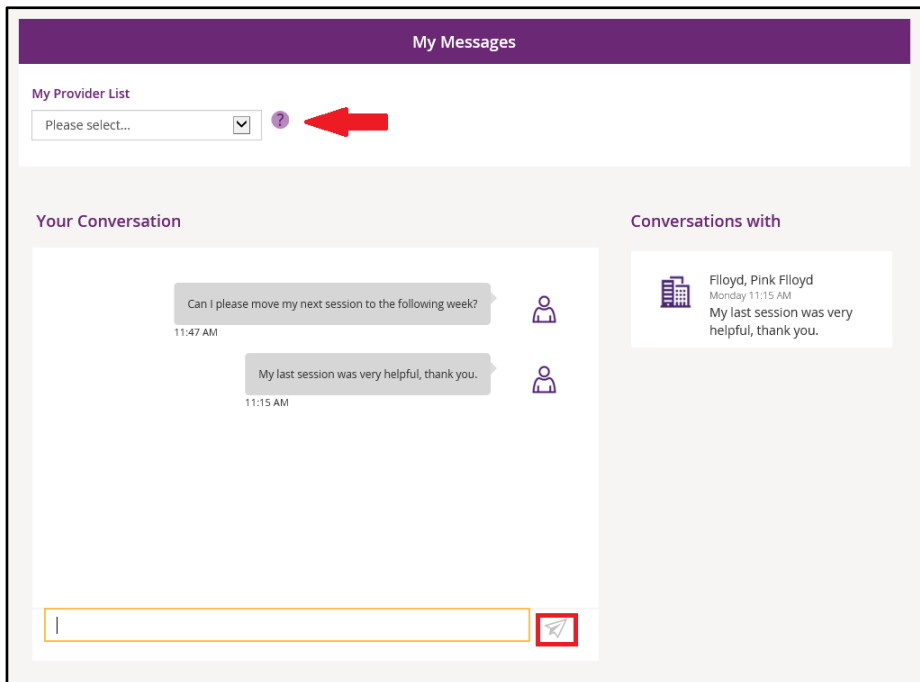 My Messages
My Provider List
Please select...
?
Your Conversation
Conversations with
Can I please move my next session to the following week?
11:47 AM
My last session was very helpful, thank you.
11:15 AM
Flloyd, Pink Flloyd
Monday 11:15 AM
My last session was very
helpful, thank you.